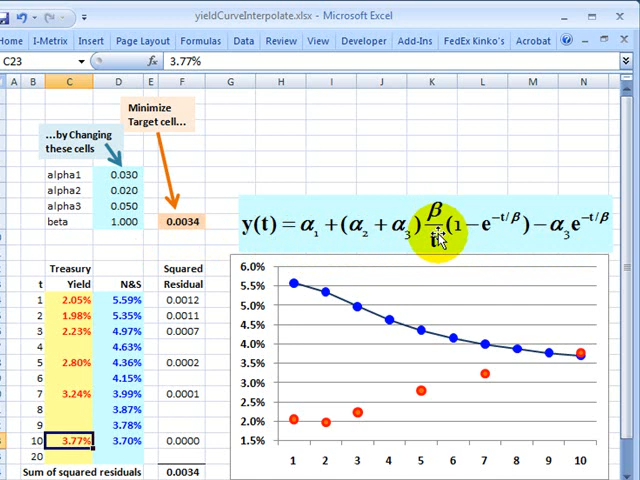 yieldCurveInterpolate.xlsx - Microsoft Excel
Home I-Metrix Insert Page Layout Formulas Data Review View Developer Add-Ins FedEx Kinko's Acrobat
C23 fx 3.77%
A B C D E F G H I J K L M N
Minimize
Target cell...
...by Changing
these cells
alpha1 0.030
alpha2 0.020
alpha3 0.050
beta 1.000 0.0034
y(t) = α1 + (α2 + α3) β/t (1 − e^−t/β) − α3 e^−t/β
Treasury Squared
t Yield N&S Residual
1 2.05% 5.59% 0.0012
2 1.98% 5.35% 0.0011
3 2.23% 4.97% 0.0007
4 4.63%
5 2.80% 4.36% 0.0002
6 4.15%
7 3.24% 3.99% 0.0001
8 3.87%
9 3.78%
10 3.77% 3.70% 0.0000
20
Sum of squared residuals 0.0034
6.0%
5.5%
5.0%
4.5%
4.0%
3.5%
3.0%
2.5%
2.0%
1.5%
1 2 3 4 5 6 7 8 9 10